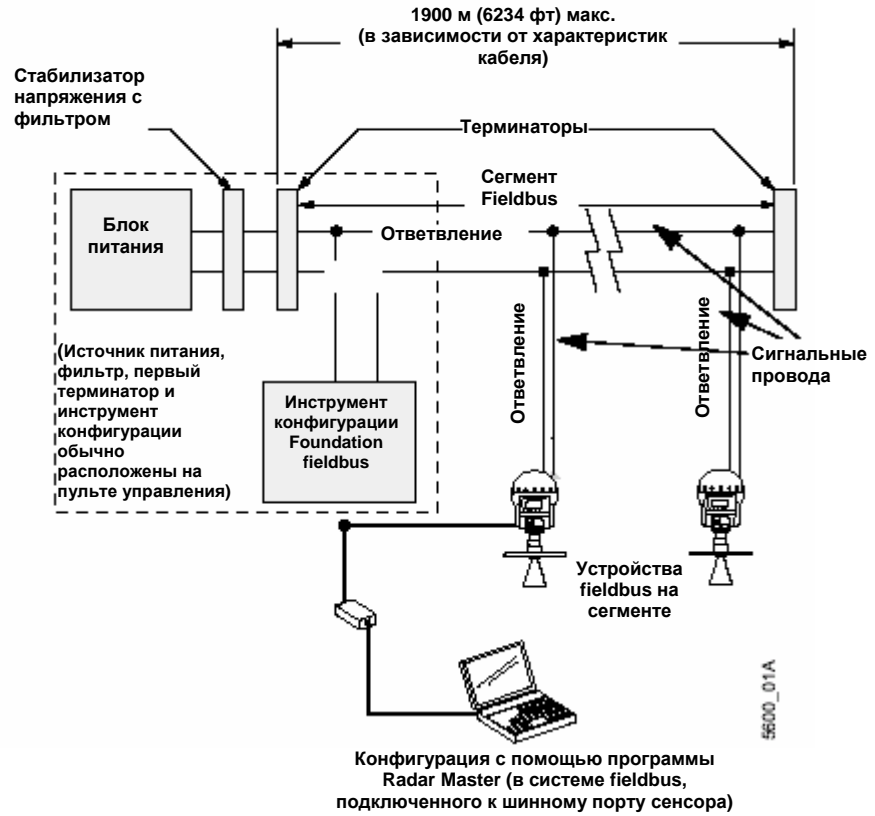 1900 м (6234 фт) макс.
(в зависимости от характеристик
кабеля)
Стабилизатор
напряжения с
фильтром
Терминаторы
Сегмент
Fieldbus
Блок
питания
Ответвление
(Источник питания,
фильтр, первый
терминатор и
инструмент
конфигурации
обычно
расположены на
пульте управления)
Инструмент
конфигурации
Foundation
fieldbus
Ответвление
Ответвление
Сигнальные
провода
Устройства
fieldbus на
сегменте
5600_01A
Конфигурация с помощью программы
Radar Master (в системе fieldbus,
подключенного к шинному порту сенсора)